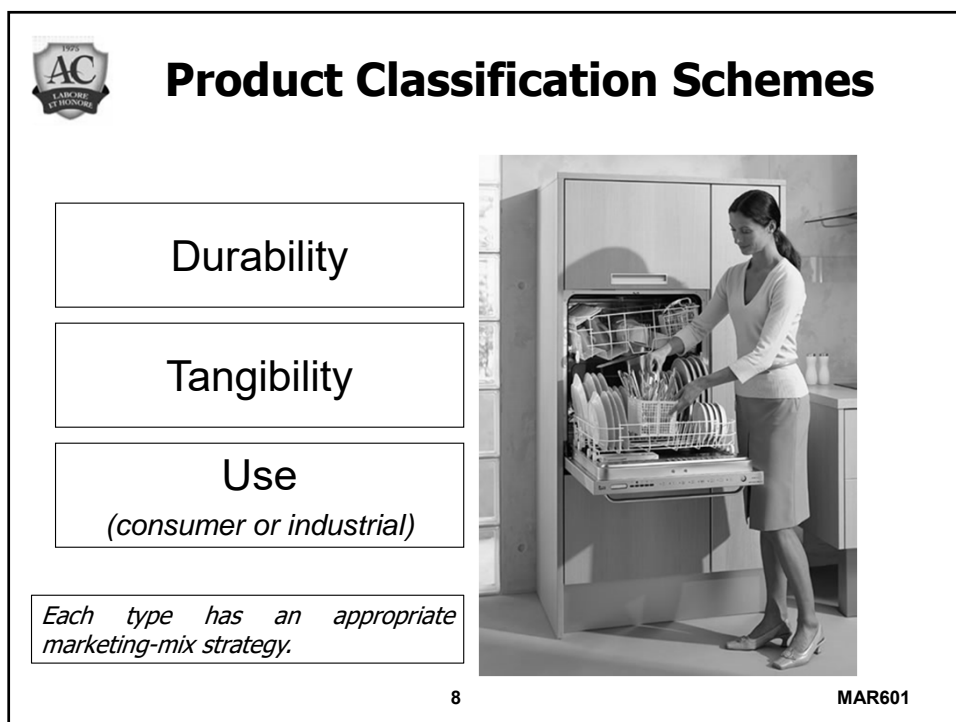 1975
AC
LABORE
ET HONORE
Product Classification Schemes
Durability
Tangibility
Use
(consumer or industrial)
Each type has an appropriate
marketing-mix strategy.
8
MAR601